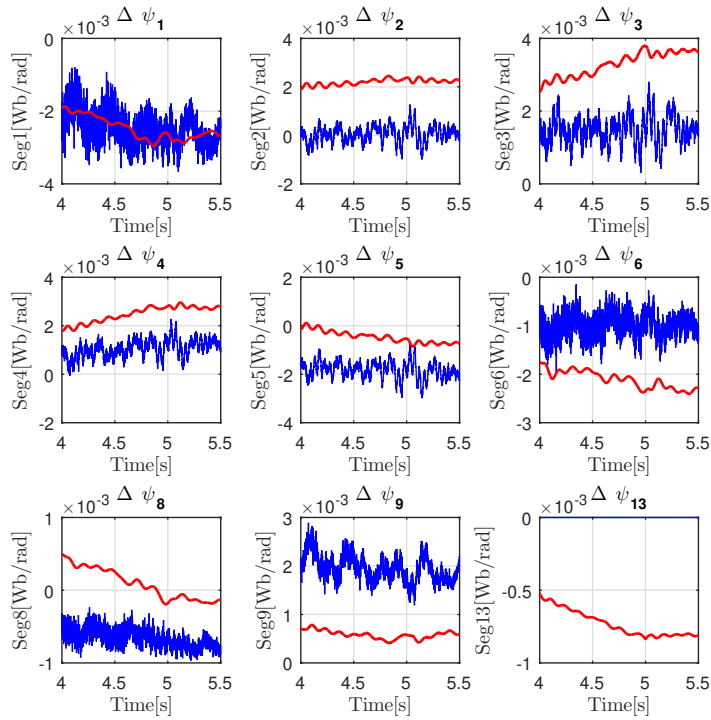 ×10⁻³ Δ ψ₁
0
-2
-4
Seg1[Wb/rad]
4 4.5 5 5.5
Time[s]
×10⁻³ Δ ψ₂
4
2
0
-2
Seg2[Wb/rad]
4 4.5 5 5.5
Time[s]
×10⁻³ Δ ψ₃
4
2
0
Seg3[Wb/rad]
4 4.5 5 5.5
Time[s]
×10⁻³ Δ ψ₄
4
2
0
-2
Seg4[Wb/rad]
4 4.5 5 5.5
Time[s]
×10⁻³ Δ ψ₅
2
0
-2
-4
Seg5[Wb/rad]
4 4.5 5 5.5
Time[s]
×10⁻³ Δ ψ₆
0
-1
-2
-3
Seg6[Wb/rad]
4 4.5 5 5.5
Time[s]
×10⁻³ Δ ψ₈
1
0
-1
Seg8[Wb/rad]
4 4.5 5 5.5
Time[s]
×10⁻³ Δ ψ₉
3
2
1
0
Seg9[Wb/rad]
4 4.5 5 5.5
Time[s]
×10⁻³ Δ ψ₁₃
0
-0.5
-1
Seg13[Wb/rad]
4 4.5 5 5.5
Time[s]